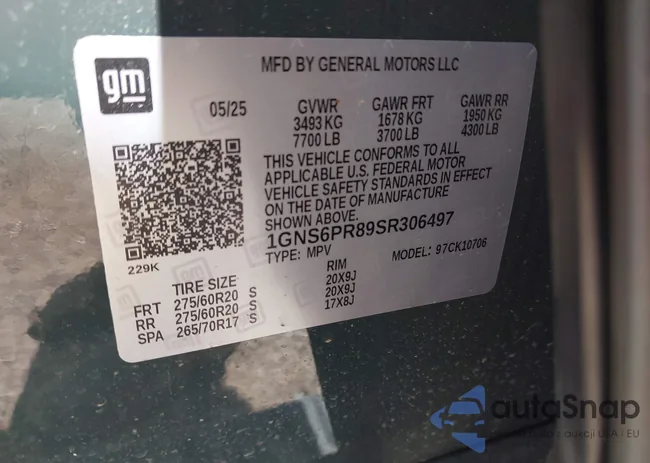 gm
MFD BY GENERAL MOTORS LLC
05/25 GVWR GAWR FRT GAWR RR
3493 KG 1678 KG 1950 KG
7700 LB 3700 LB 4300 LB
THIS VEHICLE CONFORMS TO ALL
APPLICABLE U.S. FEDERAL MOTOR
VEHICLE SAFETY STANDARDS IN EFFECT
ON THE DATE OF MANUFACTURE
SHOWN ABOVE.
1GNS6PR89SR306497
TYPE: MPV MODEL: 97CK10706
229K
TIRE SIZE RIM
FRT 275/60R20 S 20X9J
RR 275/60R20 S 20X9J
SPA 265/70R17 S 17X8J
autoSnap
aukcji USA i EU